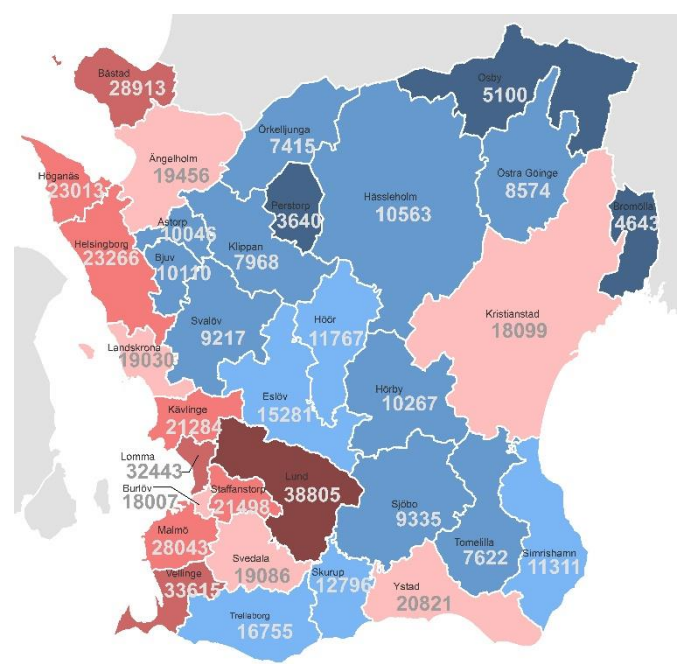 Båstad
28913
Osby
5100
Örkelljunga
7415
Ängelholm
19456
Höganäs
23013
Östra Göinge
8574
Hässleholm
10563
Perstorp
3640
Bromölla
4643
Åstorp
10046
Helsingborg
23266
Klippan
7968
Bjuv
10110
Kristianstad
18099
Svalöv
9217
Höör
11767
Landskrona
19030
Hörby
10267
Eslöv
15281
Kävlinge
21284
Lomma
32443
Lund
38805
Burlöv
18007
Staffanstorp
21498
Sjöbo
9335
Malmö
28043
Tomelilla
7622
Simrishamn
11311
Svedala
19086
Skurup
12796
Vellinge
33615
Ystad
20821
Trelleborg
16755